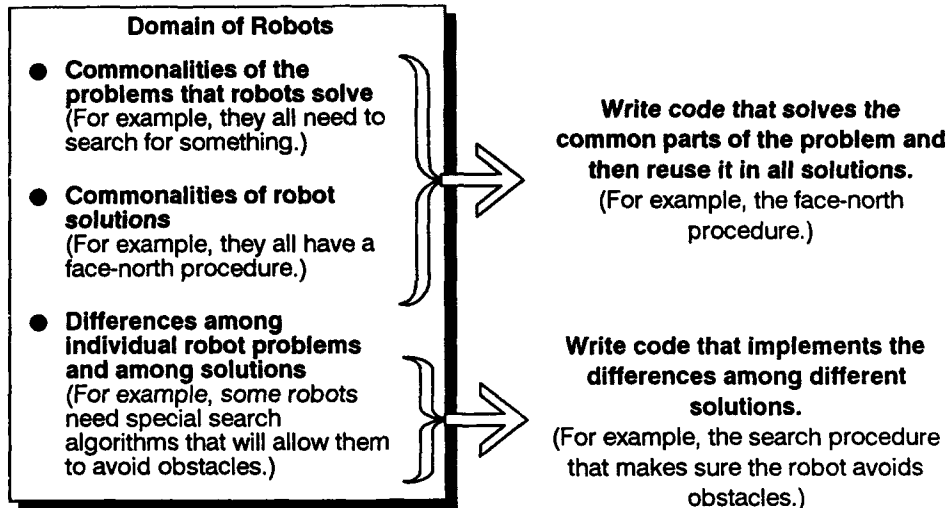 Domain of Robots
● Commonalities of the
problems that robots solve
(For example, they all need to
search for something.)
● Commonalities of robot
solutions
(For example, they all have a
face-north procedure.)
● Differences among
individual robot problems
and among solutions
(For example, some robots
need special search
algorithms that will allow them
to avoid obstacles.)
Write code that solves the
common parts of the problem and
then reuse it in all solutions.
(For example, the face-north
procedure.)
Write code that implements the
differences among different
solutions.
(For example, the search procedure
that makes sure the robot avoids
obstacles.)